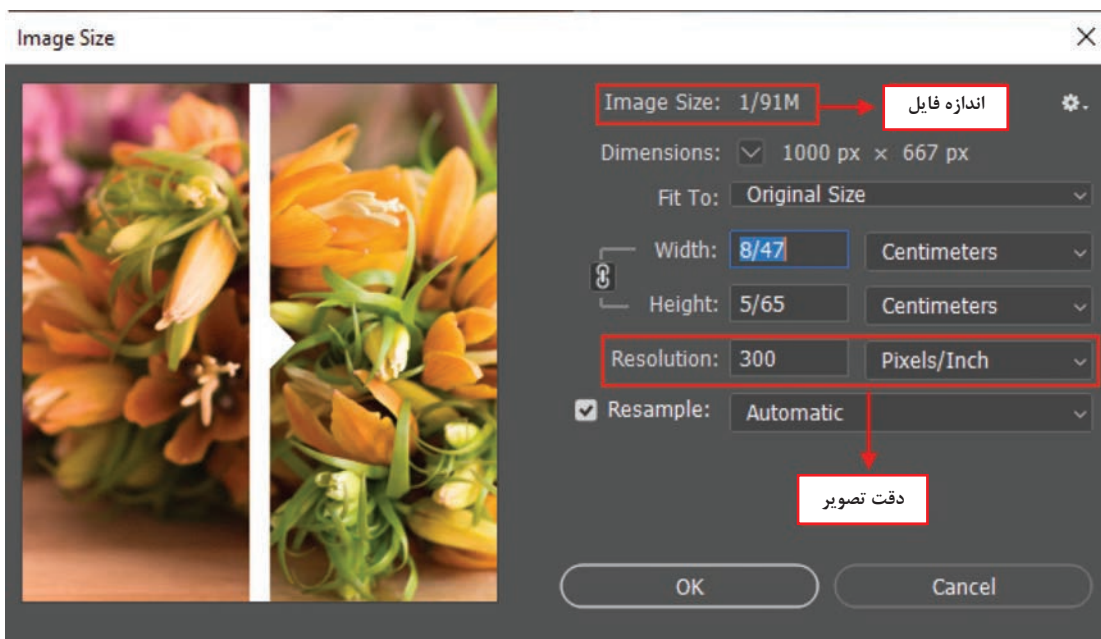 Image Size
Image Size: 1/91M
اندازه فایل
Dimensions: 1000 px × 667 px
Fit To: Original Size
Width: 8/47 Centimeters
Height: 5/65 Centimeters
Resolution: 300 Pixels/Inch
Resample: Automatic
دقت تصویر
OK Cancel